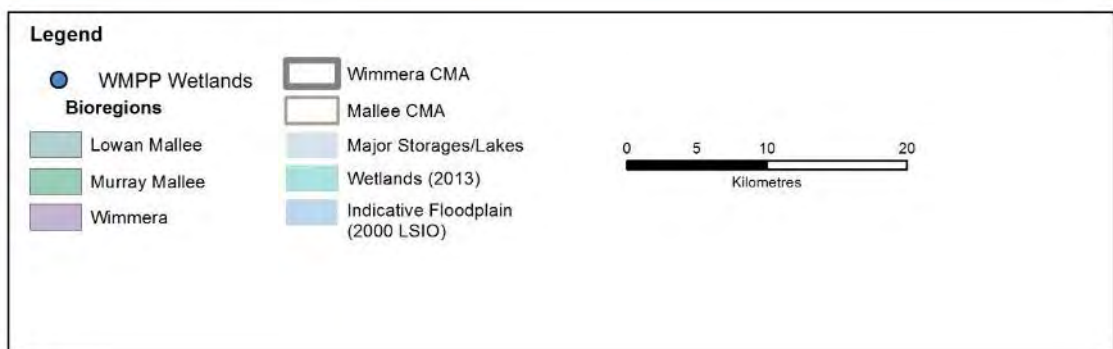 Legend
WMPP Wetlands
Bioregions
Lowan Mallee
Murray Mallee
Wimmera
Wimmera CMA
Mallee CMA
Major Storages/Lakes
Wetlands (2013)
Indicative Floodplain
(2000 LSIO)
0 5 10 20
Kilometres